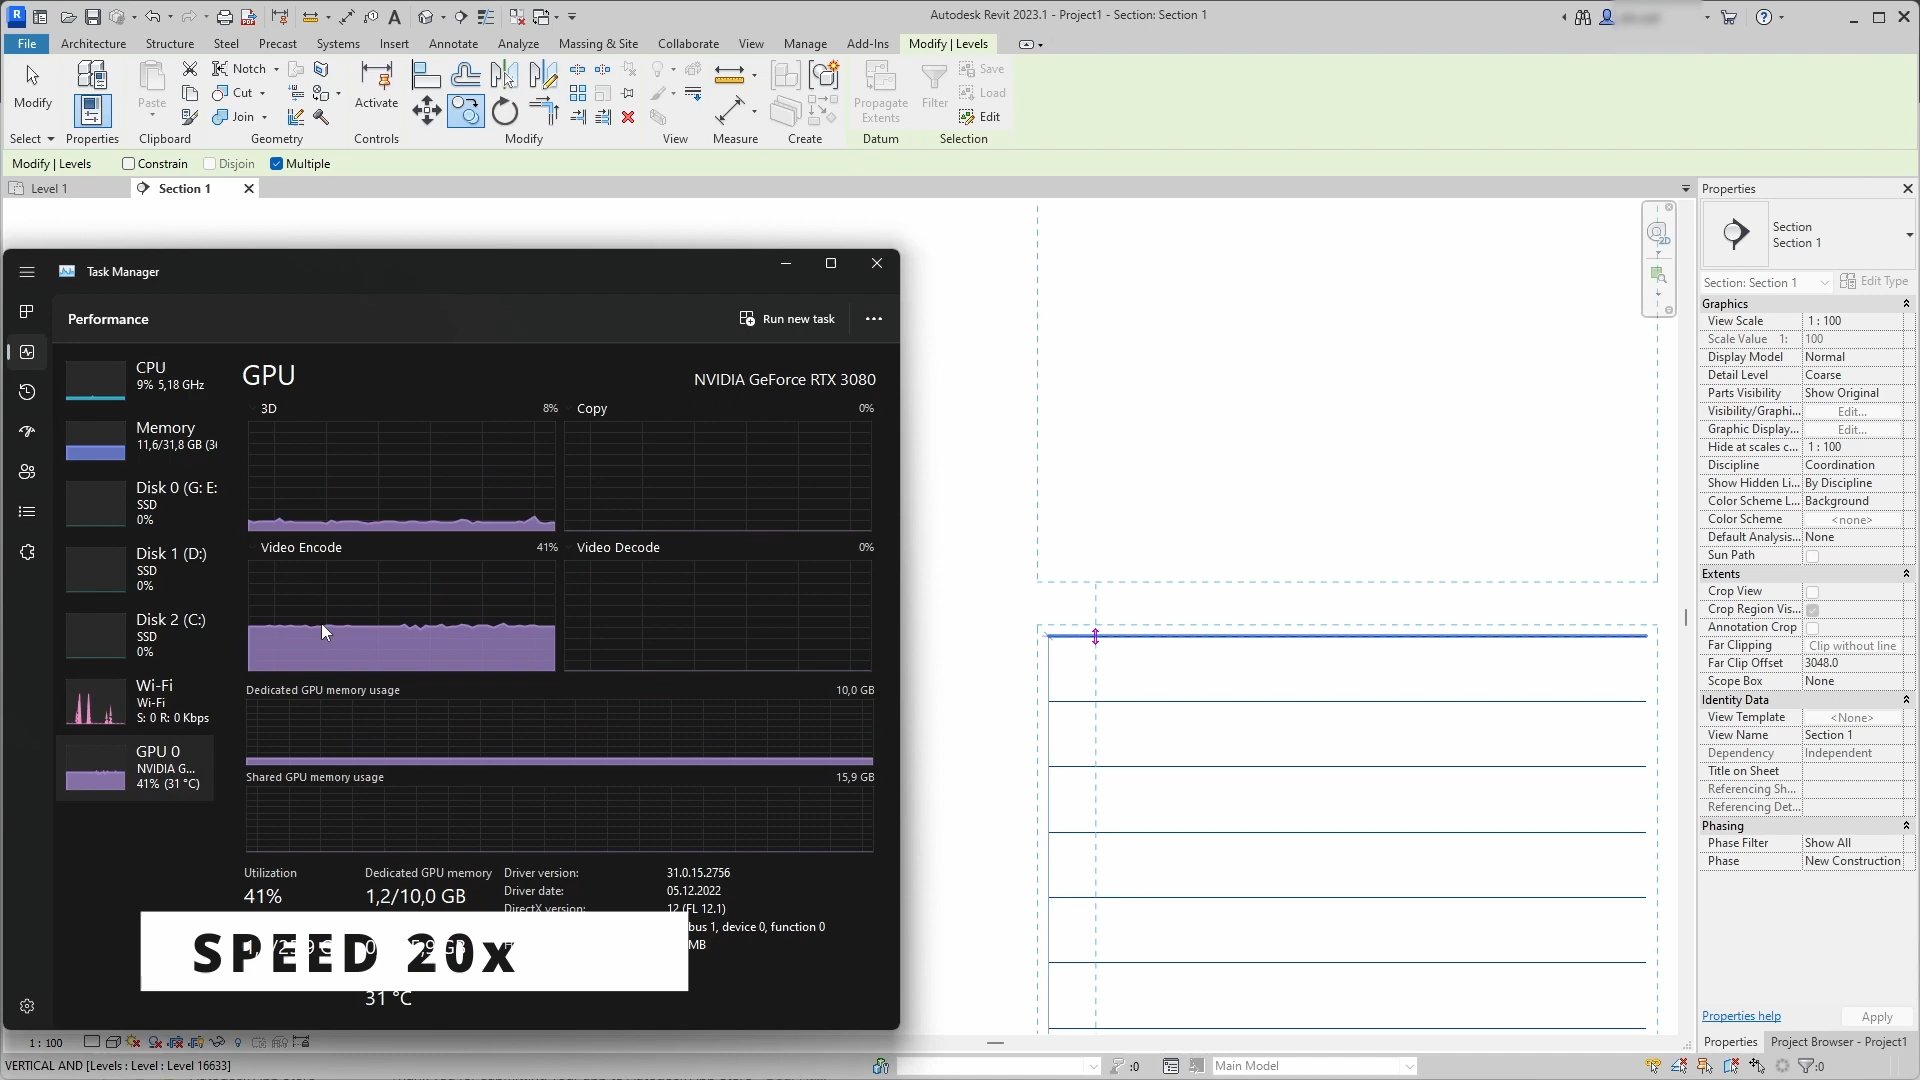 Autodesk Revit 2023.1 - Project1 - Section: Section 1
File Architecture Structure Steel Precast Systems Insert Annotate Analyze Massing & Site Collaborate View Manage Add-Ins Modify | Levels
Modify
Paste
Notch
Cut
Join
Activate
Propagate
Extents
Filter
Save
Load
Edit
Select Properties Clipboard Geometry Controls Modify View Measure Create Datum Selection
Modify | Levels Constrain Disjoin Multiple
Level 1 Section 1
Task Manager
Performance
Run new task
CPU
9% 5,18 GHz
Memory
11,6/31,8 GB (36
Disk 0 (G: E:
SSD
0%
Disk 1 (D:)
SSD
0%
Disk 2 (C:)
SSD
0%
Wi-Fi
Wi-Fi
S: 0 R: 0 Kbps
GPU 0
NVIDIA G...
41% (31 °C)
GPU
NVIDIA GeForce RTX 3080
3D 8% Copy 0%
Video Encode 41% Video Decode 0%
Dedicated GPU memory usage 10,0 GB
Shared GPU memory usage 15,9 GB
Utilization
41%
Dedicated GPU memory
1,2/10,0 GB
Driver version: 31.0.15.2756
Driver date: 05.12.2022
DirectX version: 12 (FL 12.1)
bus 1, device 0, function 0
MB
SPEED 20x
31 °C
Properties
Section
Section 1
Section: Section 1 Edit Type
Graphics
View Scale 1 : 100
Scale Value 1: 100
Display Model Normal
Detail Level Coarse
Parts Visibility Show Original
Visibility/Graphi... Edit...
Graphic Display... Edit...
Hide at scales c... 1 : 100
Discipline Coordination
Show Hidden Li... By Discipline
Color Scheme L... Background
Color Scheme <none>
Default Analysis... None
Sun Path
Extents
Crop View
Crop Region Vis...
Annotation Crop
Far Clipping Clip without line
Far Clip Offset 3048.0
Scope Box None
Identity Data
View Template <None>
View Name Section 1
Dependency Independent
Title on Sheet
Referencing Sh...
Referencing Det...
Phasing
Phase Filter Show All
Phase New Construction
Properties help Apply
Properties Project Browser - Project1
1 : 100
VERTICAL AND [Levels : Level : Level 16633]
:0
Main Model
:0